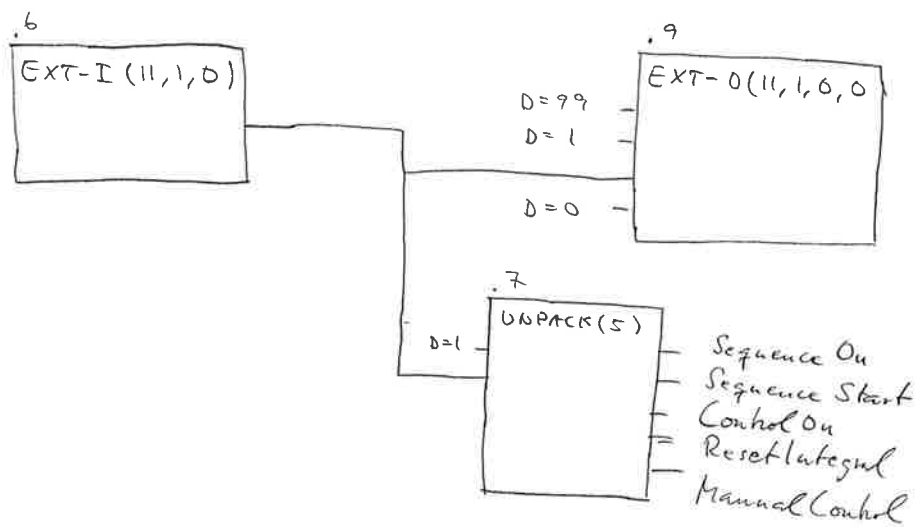 .6
EXT-I (11,1,0)
.9
EXT-O(11,1,0,0
D=99
D=1
D=0
.7
UNPACK(5)
D=1
Sequence On
Sequence Start
Control On
Reset Integral
Manual Control